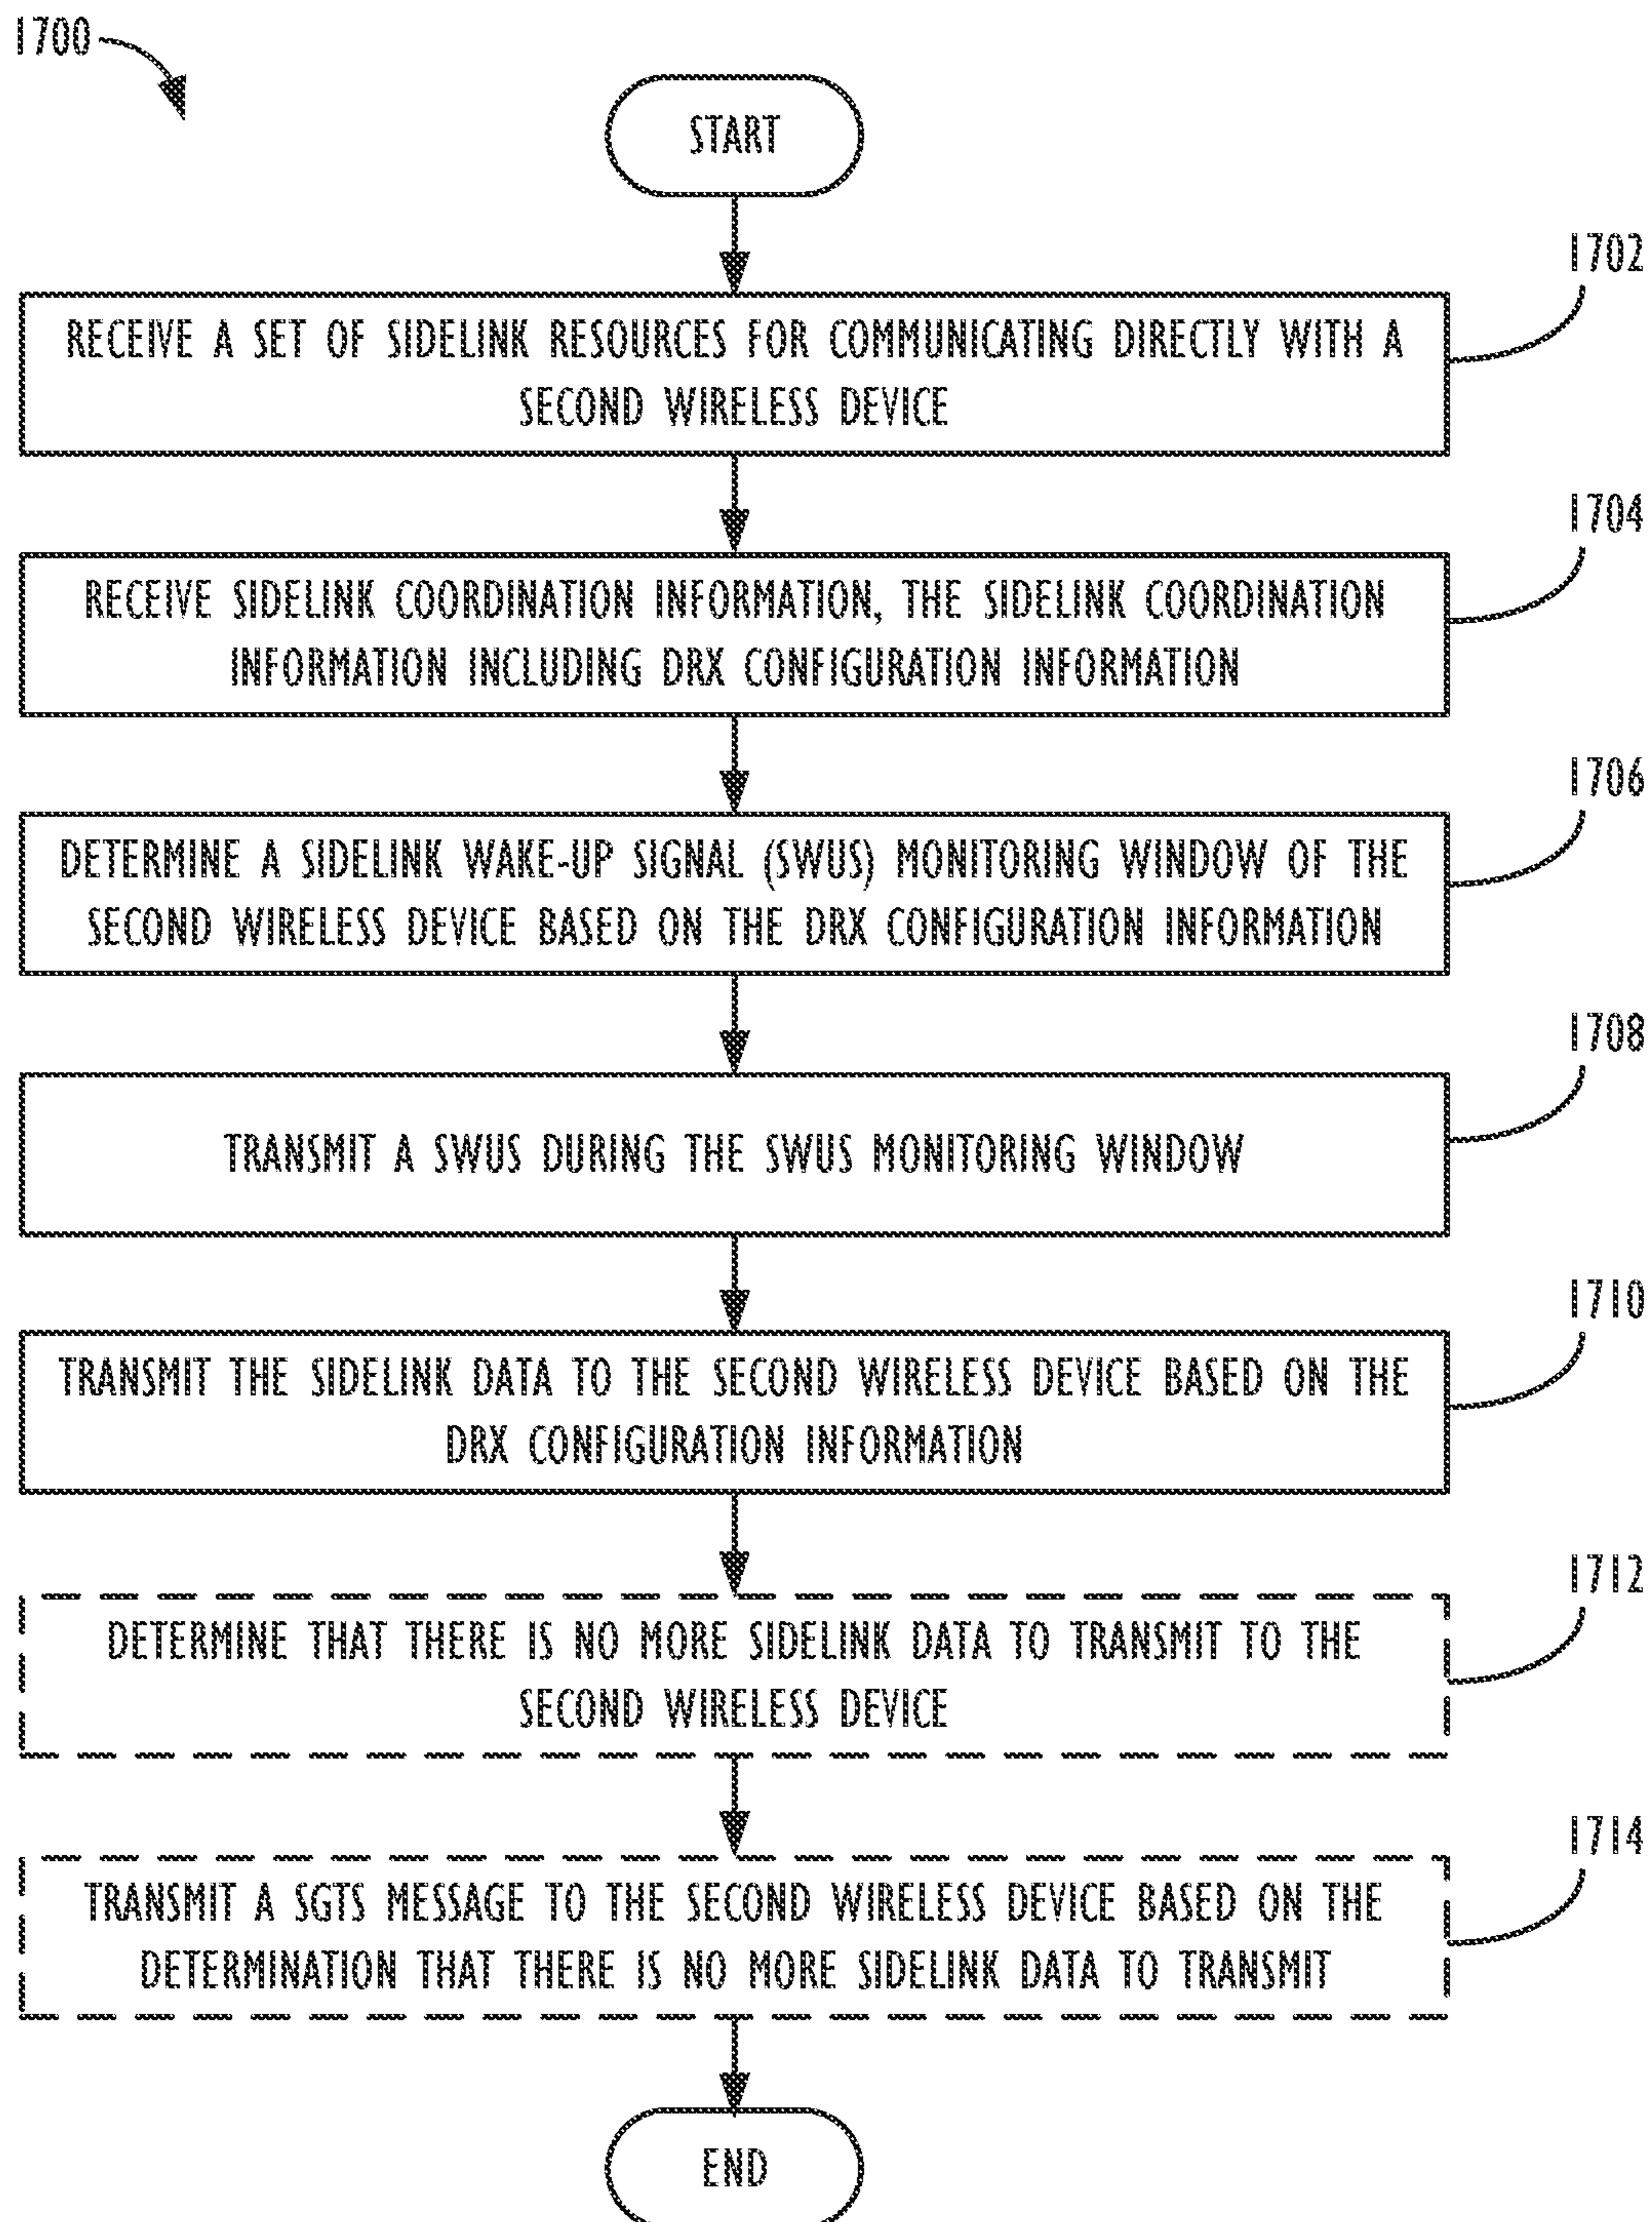 1700
START
1702
RECEIVE A SET OF SIDELINK RESOURCES FOR COMMUNICATING DIRECTLY WITH A
SECOND WIRELESS DEVICE
1704
RECEIVE SIDELINK COORDINATION INFORMATION, THE SIDELINK COORDINATION
INFORMATION INCLUDING DRX CONFIGURATION INFORMATION
1706
DETERMINE A SIDELINK WAKE-UP SIGNAL (SWUS) MONITORING WINDOW OF THE
SECOND WIRELESS DEVICE BASED ON THE DRX CONFIGURATION INFORMATION
1708
TRANSMIT A SWUS DURING THE SWUS MONITORING WINDOW
1710
TRANSMIT THE SIDELINK DATA TO THE SECOND WIRELESS DEVICE BASED ON THE
DRX CONFIGURATION INFORMATION
1712
DETERMINE THAT THERE IS NO MORE SIDELINK DATA TO TRANSMIT TO THE
SECOND WIRELESS DEVICE
1714
TRANSMIT A SGTS MESSAGE TO THE SECOND WIRELESS DEVICE BASED ON THE
DETERMINATION THAT THERE IS NO MORE SIDELINK DATA TO TRANSMIT
END